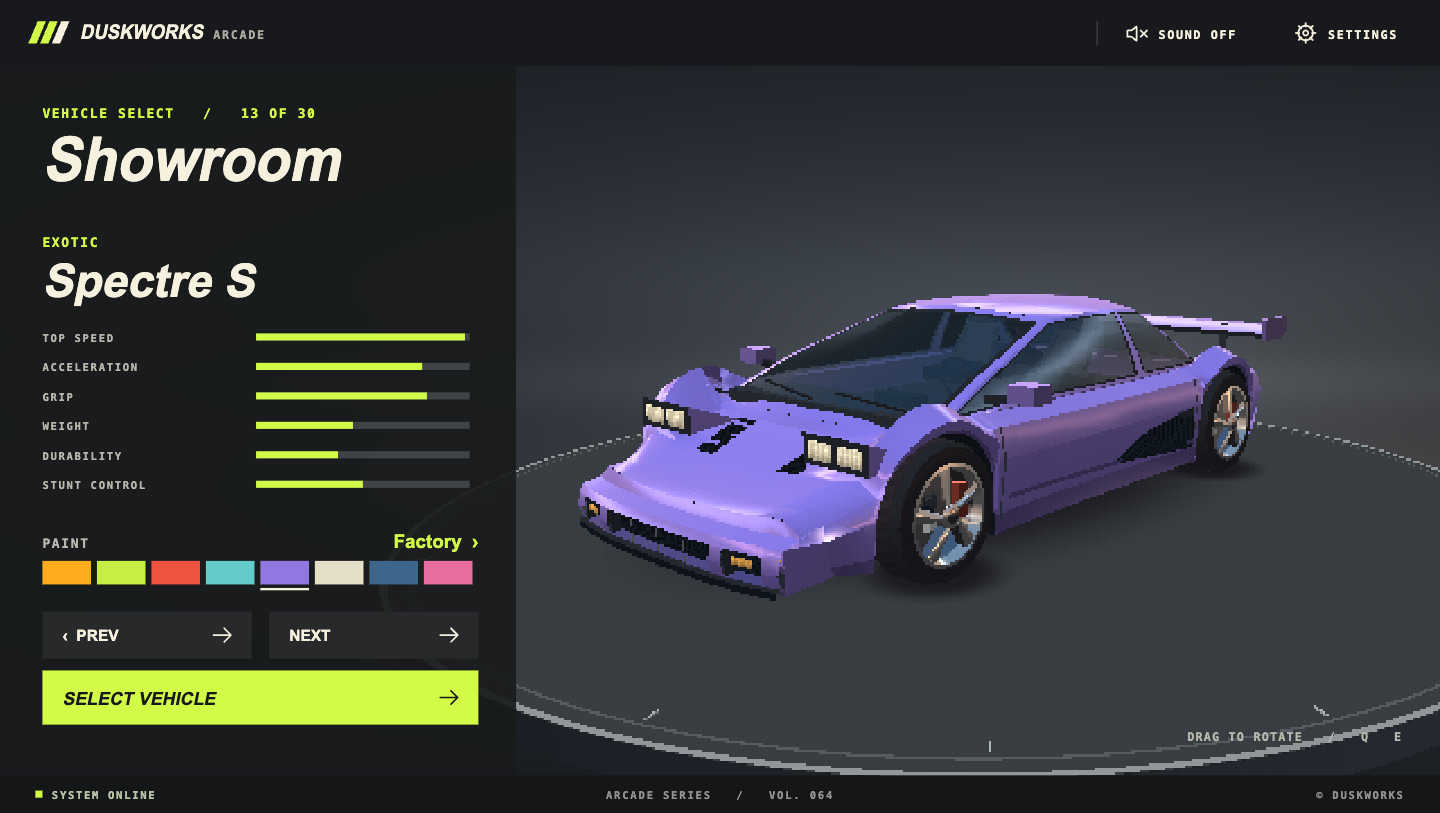 DUSKWORKS ARCADE
SOUND OFF
SETTINGS
VEHICLE SELECT / 13 OF 30
Showroom
EXOTIC
Spectre S
TOP SPEED
ACCELERATION
GRIP
WEIGHT
DURABILITY
STUNT CONTROL
PAINT
Factory ›
‹ PREV →
NEXT →
SELECT VEHICLE →
DRAG TO ROTATE / Q E
SYSTEM ONLINE
ARCADE SERIES / VOL. 064
© DUSKWORKS